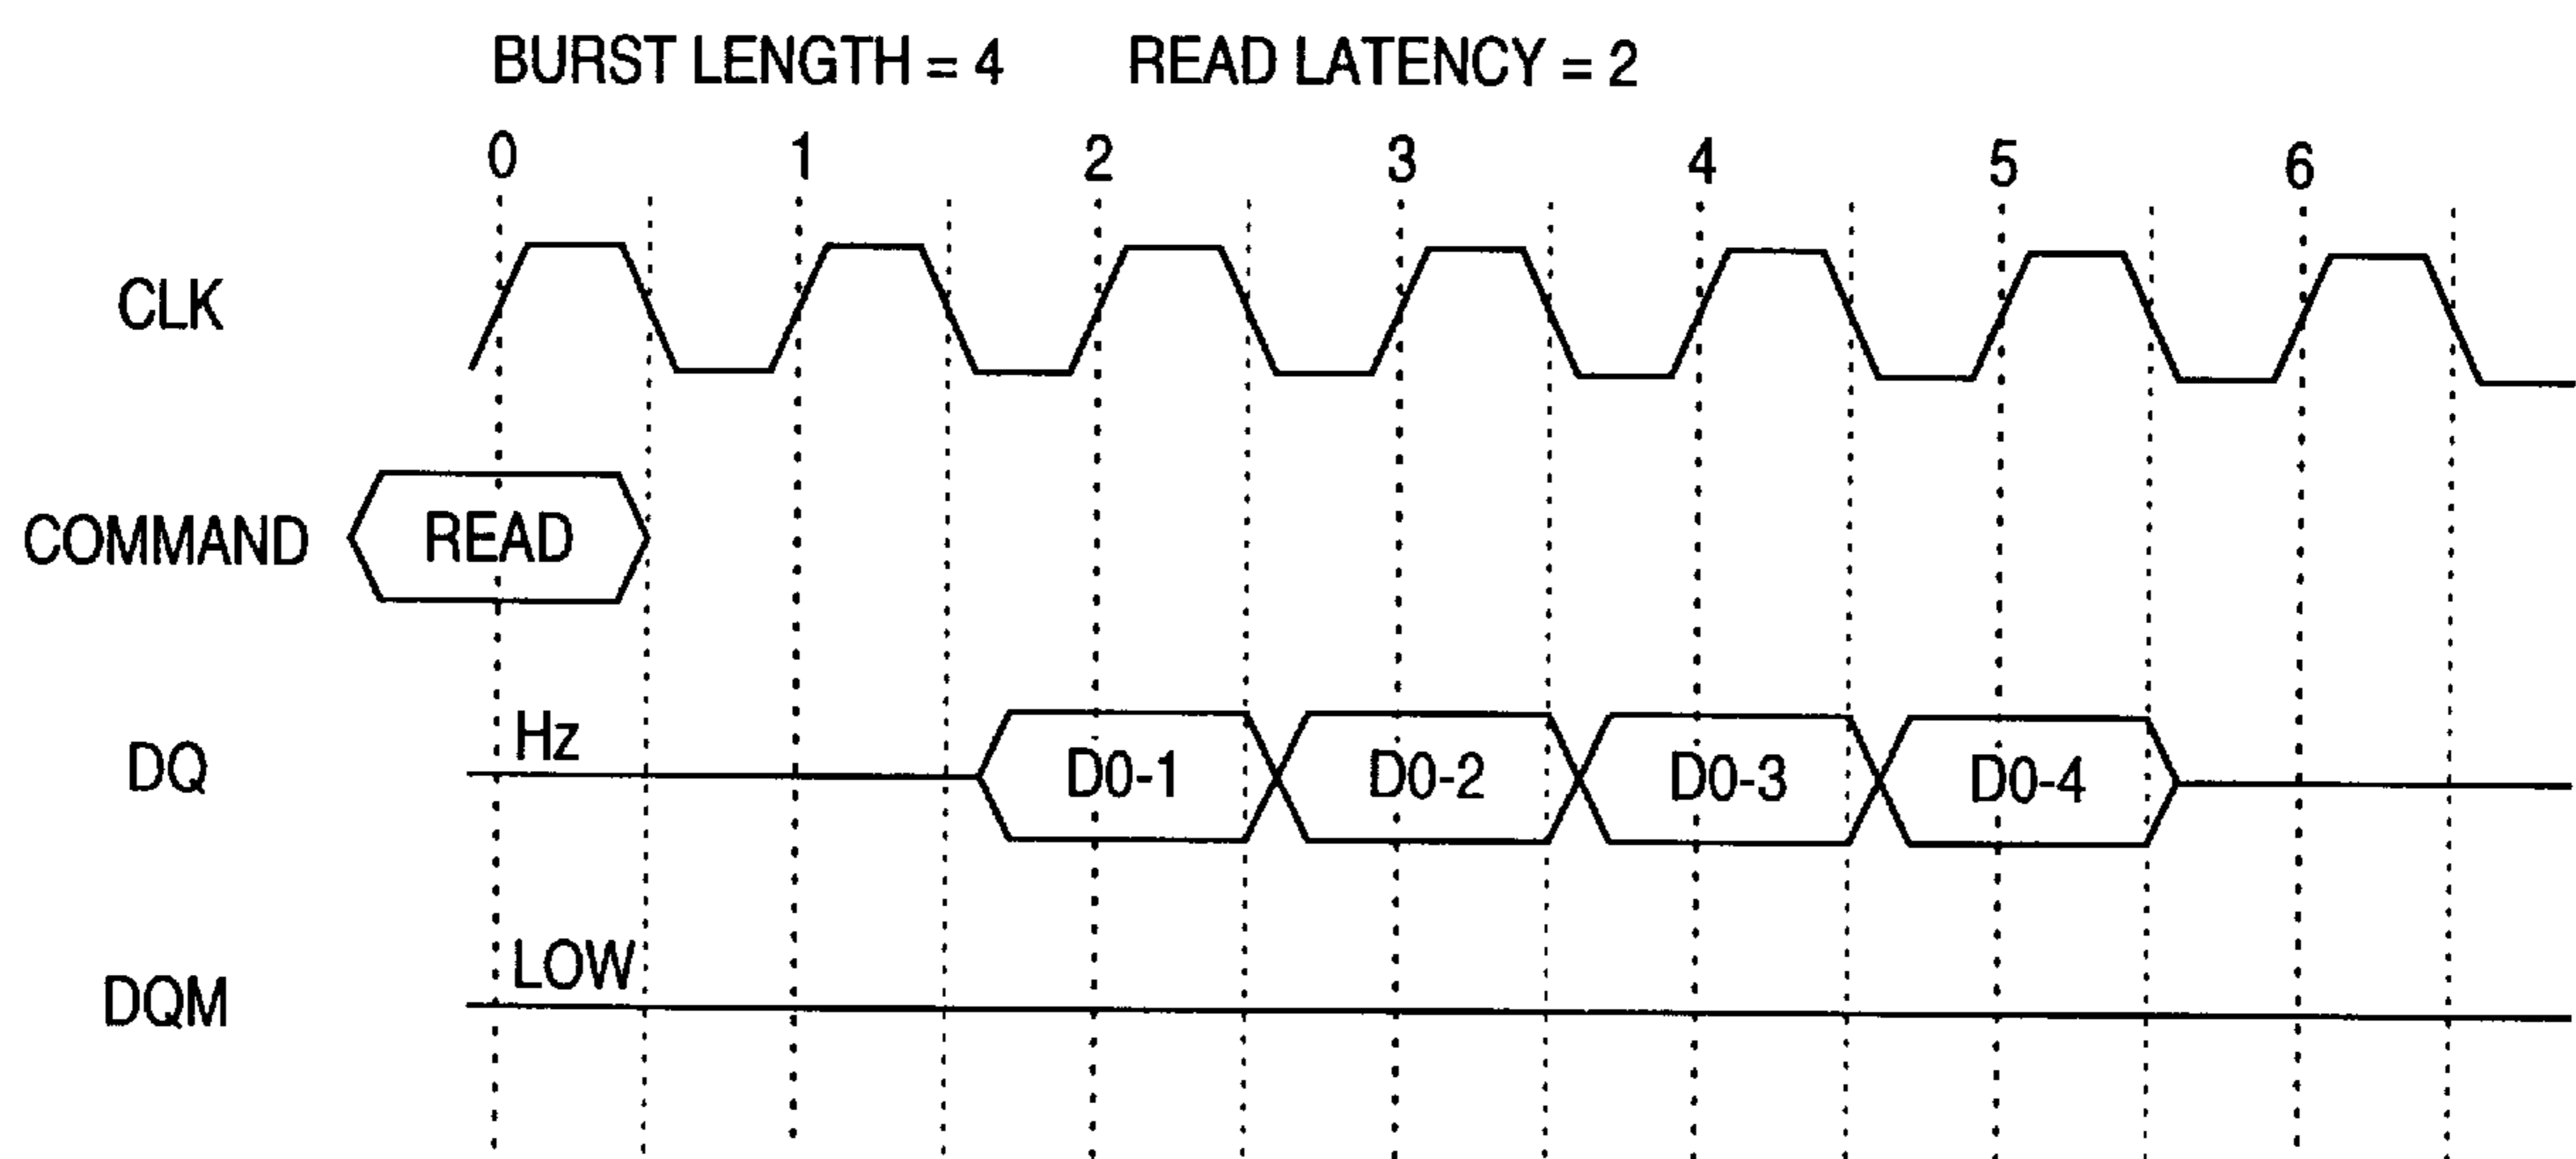 BURST LENGTH = 4 READ LATENCY = 2
0 1 2 3 4 5 6
CLK
COMMAND READ
Hz
DQ D0-1 D0-2 D0-3 D0-4
LOW
DQM